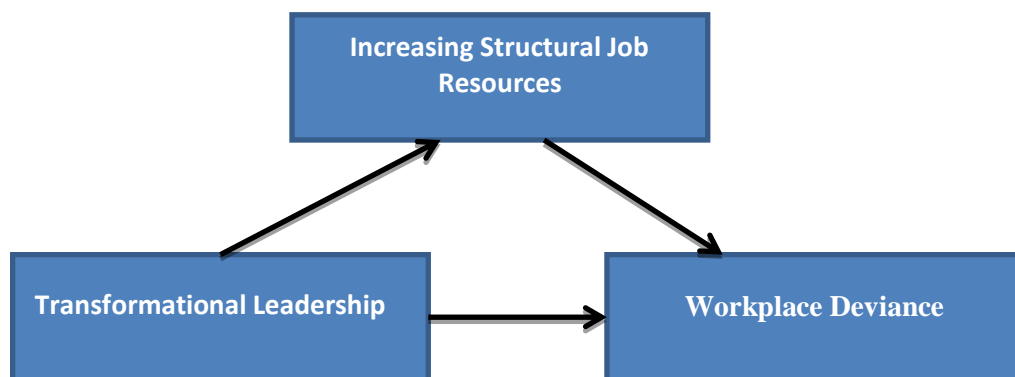 Increasing Structural Job
Resources
Transformational Leadership
Workplace Deviance